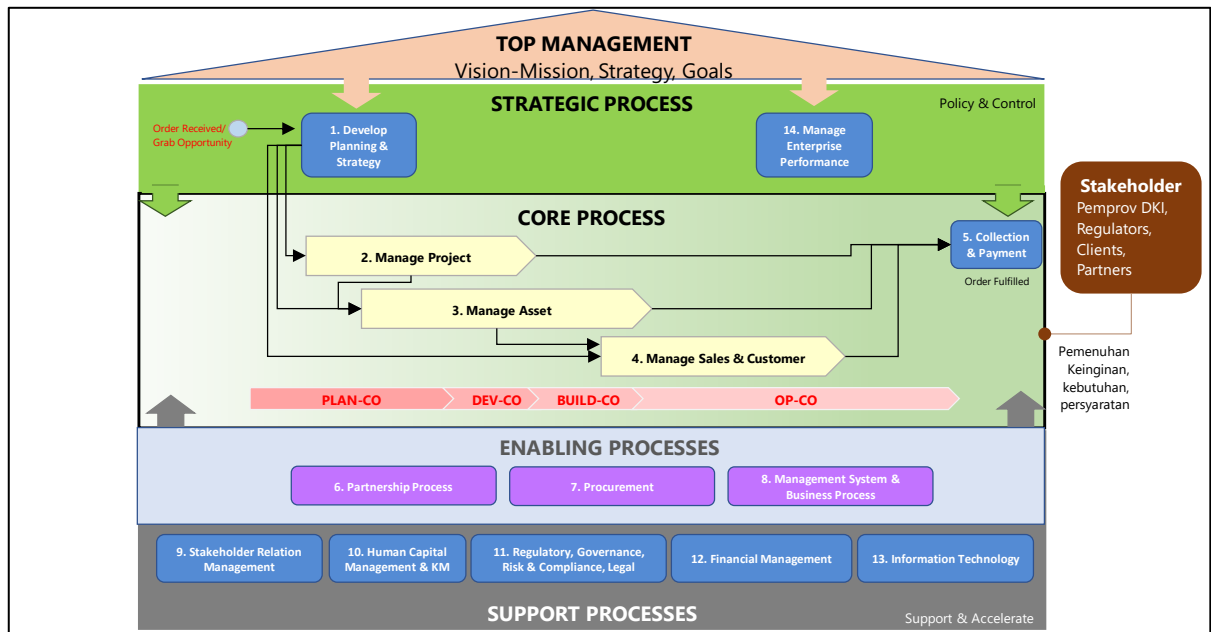 TOP MANAGEMENT
Vision-Mission, Strategy, Goals
STRATEGIC PROCESS
Policy & Control
Order Received/
Grab Opportunity
1. Develop
Planning &
Strategy
14. Manage
Enterprise
Performance
Stakeholder
Pemprov DKI,
Regulators,
Clients,
Partners
CORE PROCESS
5. Collection
& Payment
Order Fulfilled
2. Manage Project
3. Manage Asset
4. Manage Sales & Customer
Pemenuhan
Keinginan,
kebutuhan,
persyaratan
PLAN-CO
DEV-CO
BUILD-CO
OP-CO
ENABLING PROCESSES
6. Partnership Process
7. Procurement
8. Management System &
Business Process
9. Stakeholder Relation
Management
10. Human Capital
Management & KM
11. Regulatory, Governance,
Risk & Compliance, Legal
12. Financial Management
13. Information Technology
SUPPORT PROCESSES
Support & Accelerate